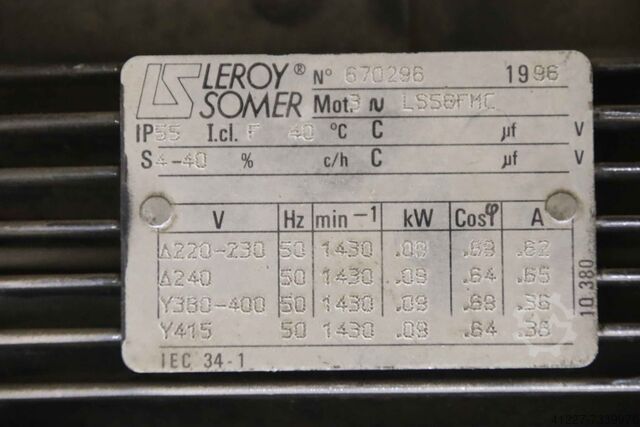 LEROY® N° 670296 1996
SOMER Mot. 3 ∿ LS56FMC
IP55 I.cl. F 40 °C C µf V
S4-40 % c/h C µf V
V Hz min-1 kW Cosφ A
Δ220-230 50 1430 .09 .69 .62
Δ240 50 1430 .09 .64 .65
Y380-400 50 1430 .09 .69 .36
Y415 50 1430 .09 .64 .38
IEC 34-1
10 380